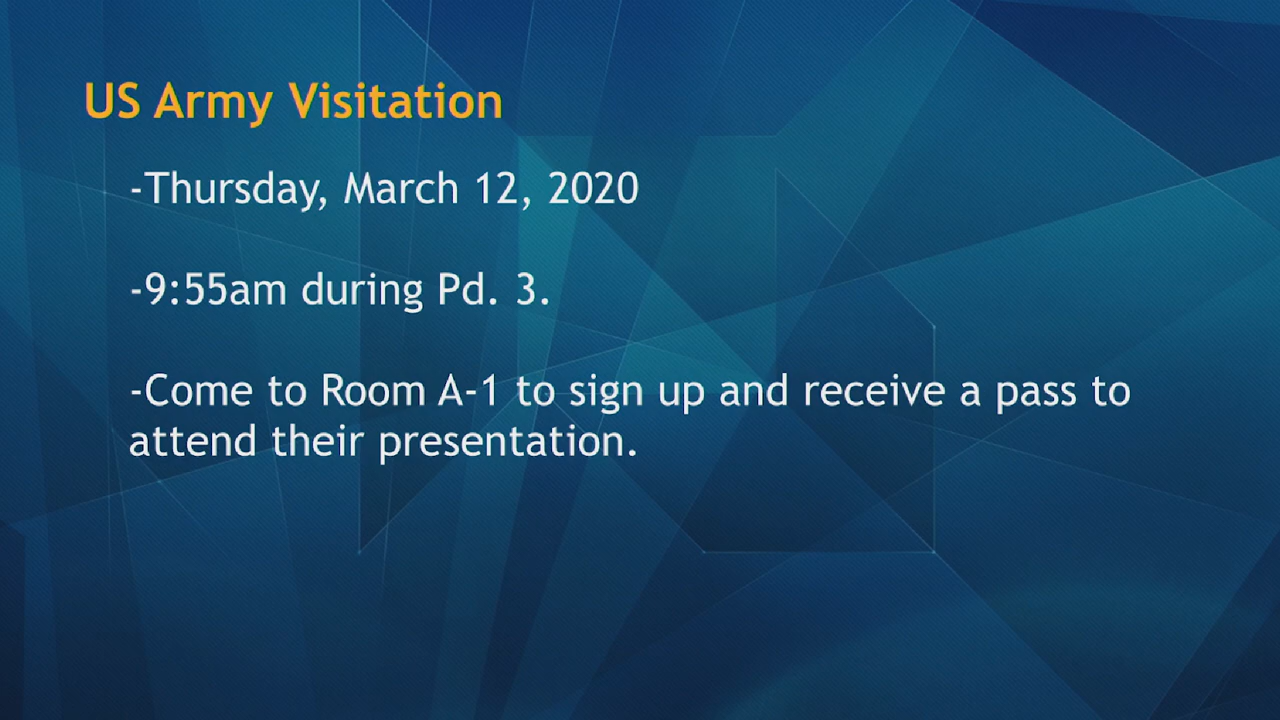 US Army Visitation
-Thursday, March 12, 2020
-9:55am during Pd. 3.
-Come to Room A-1 to sign up and receive a pass to
attend their presentation.